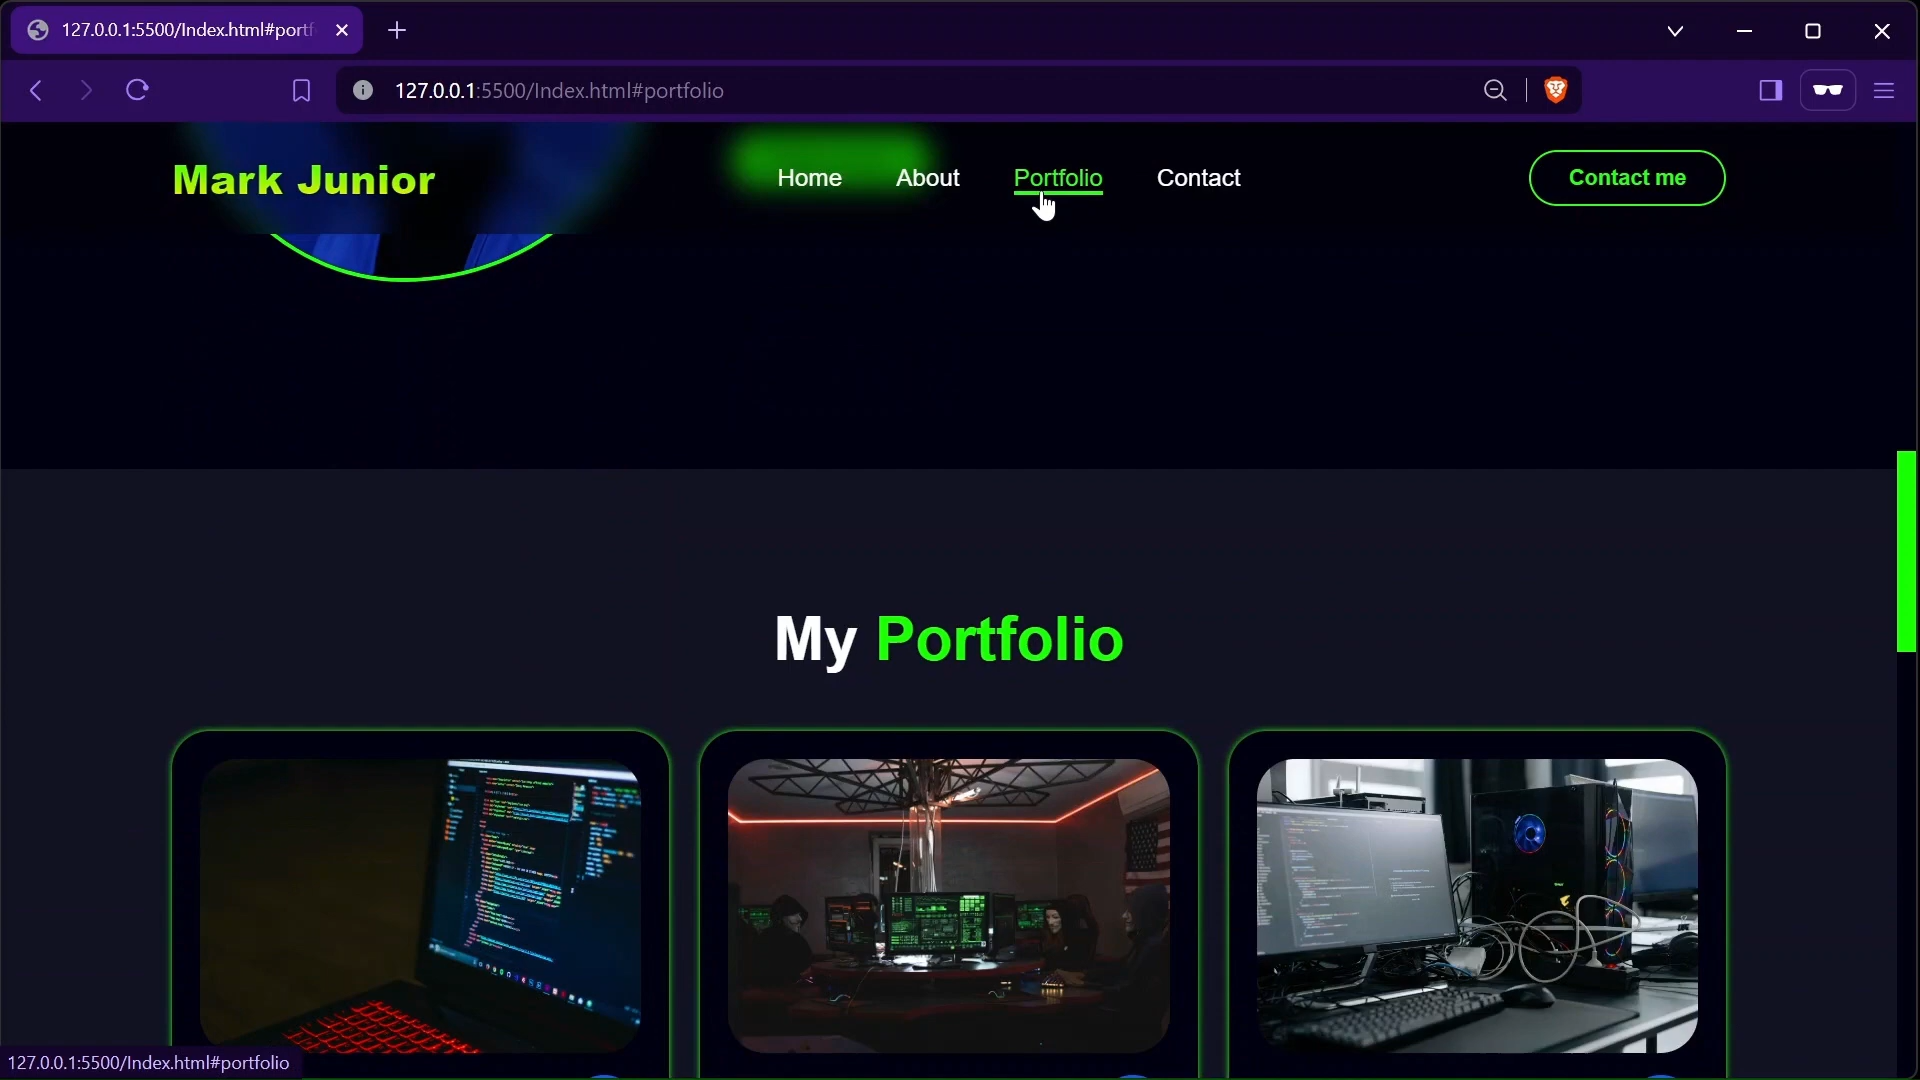 127.0.0.1:5500/Index.html#portf
127.0.0.1:5500/Index.html#portfolio
Mark Junior
Home
About
Portfolio
Contact
Contact me
My Portfolio
127.0.0.1:5500/Index.html#portfolio